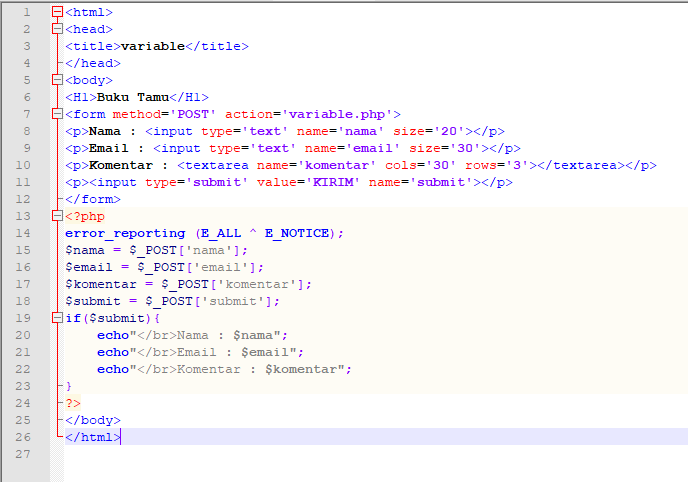 1 <html>
2 <head>
3 <title>variable</title>
4 </head>
5 <body>
6 <H1>Buku Tamu</H1>
7 <form method='POST' action='variable.php'>
8 <p>Nama : <input type='text' name='nama' size='20'></p>
9 <p>Email : <input type='text' name='email' size='30'></p>
10 <p>Komentar : <textarea name='komentar' cols='30' rows='3'></textarea></p>
11 <p><input type='submit' value='KIRIM' name='submit'></p>
12 </form>
13 <?php
14 error_reporting (E_ALL ^ E_NOTICE);
15 $nama = $_POST['nama'];
16 $email = $_POST['email'];
17 $komentar = $_POST['komentar'];
18 $submit = $_POST['submit'];
19 if($submit){
20     echo"</br>Nama : $nama";
21     echo"</br>Email : $email";
22     echo"</br>Komentar : $komentar";
23 }
24 ?>
25 </body>
26 </html>
27